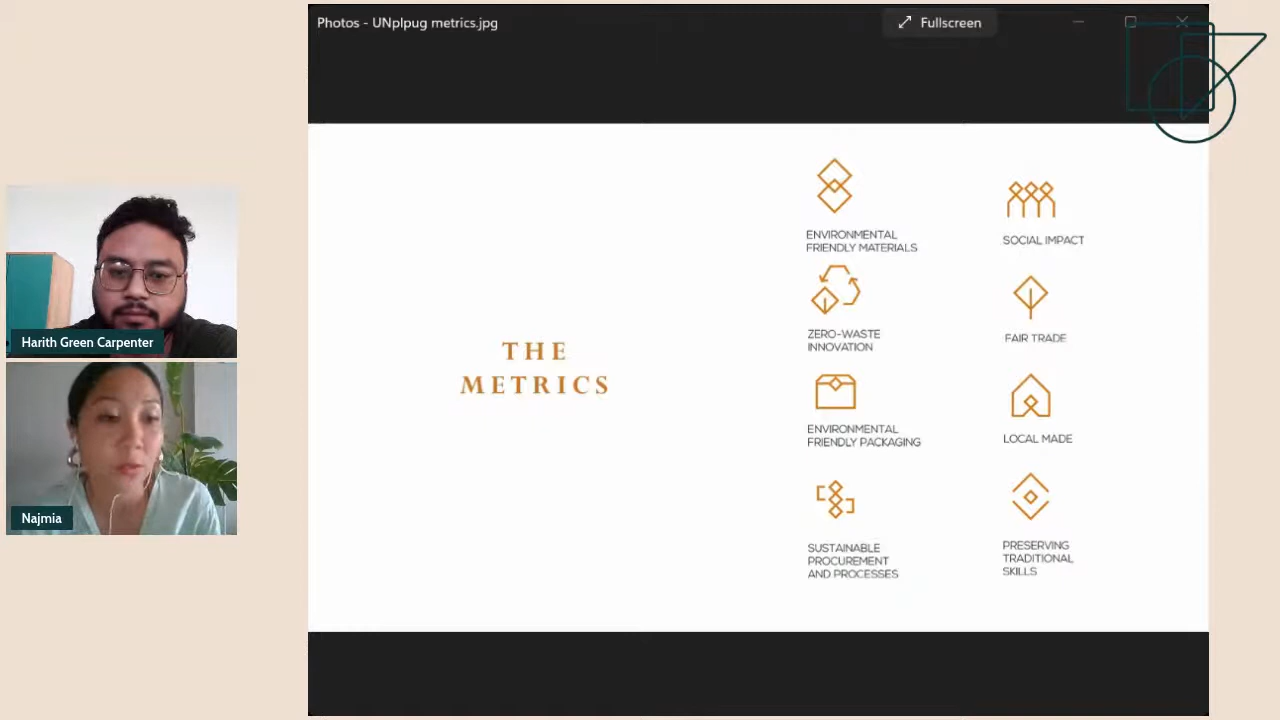 Photos - UNplpug metrics.jpg
Fullscreen
Harith Green Carpenter
Najmia
THE
METRICS
ENVIRONMENTAL
FRIENDLY MATERIALS
SOCIAL IMPACT
ZERO-WASTE
INNOVATION
FAIR TRADE
ENVIRONMENTAL
FRIENDLY PACKAGING
LOCAL MADE
SUSTAINABLE
PROCUREMENT
AND PROCESSES
PRESERVING
TRADITIONAL
SKILLS